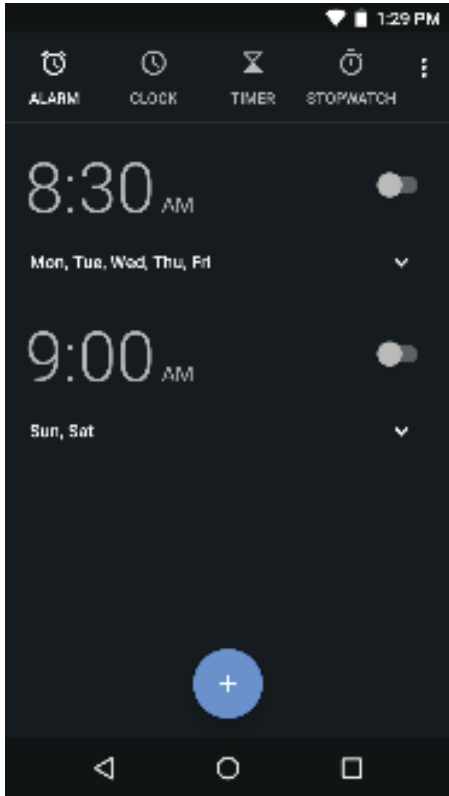 1:29 PM
ALARM CLOCK TIMER STOPWATCH
8:30 AM
Mon, Tue, Wed, Thu, Fri
9:00 AM
Sun, Sat